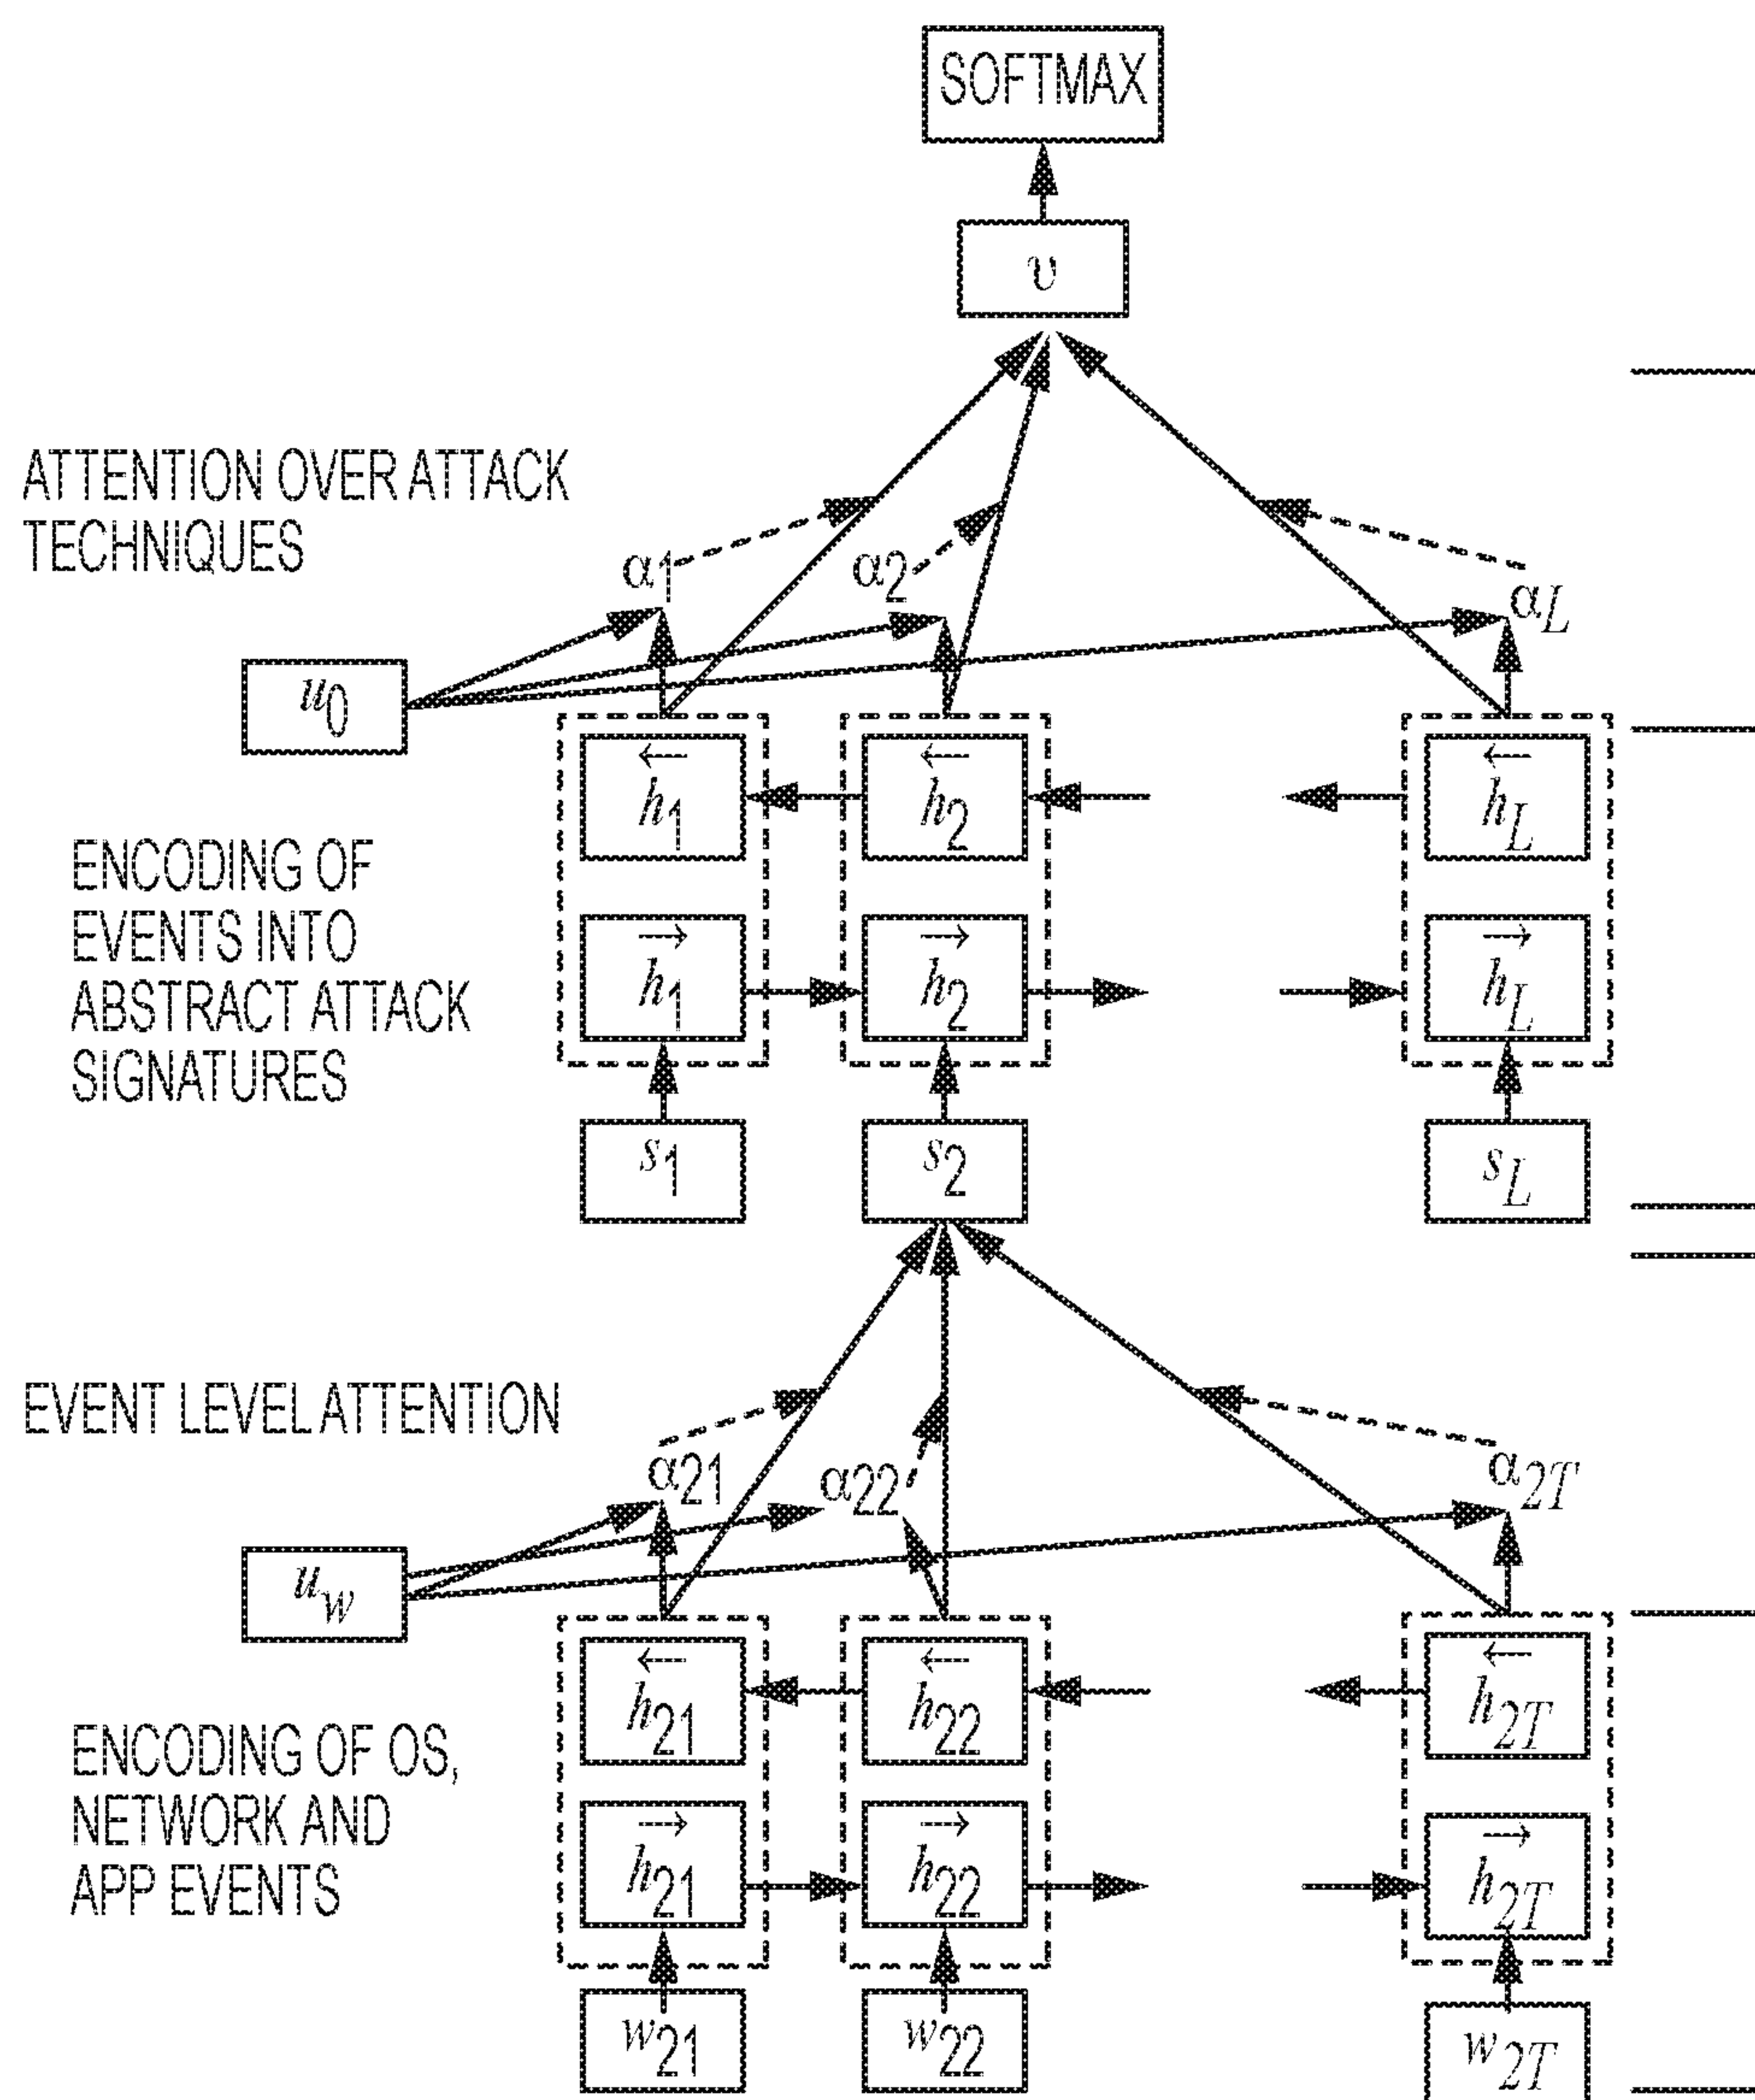 SOFTMAX
υ
ATTENTION OVER ATTACK
TECHNIQUES
α1 α2 αL
u0
h1 h2 hL
ENCODING OF
EVENTS INTO
ABSTRACT ATTACK
SIGNATURES
h1 h2 hL
s1 s2 sL
EVENT LEVEL ATTENTION
α21 α22 α2T
uw
h21 h22 h2T
ENCODING OF OS,
NETWORK AND
APP EVENTS
h21 h22 h2T
w21 w22 w2T